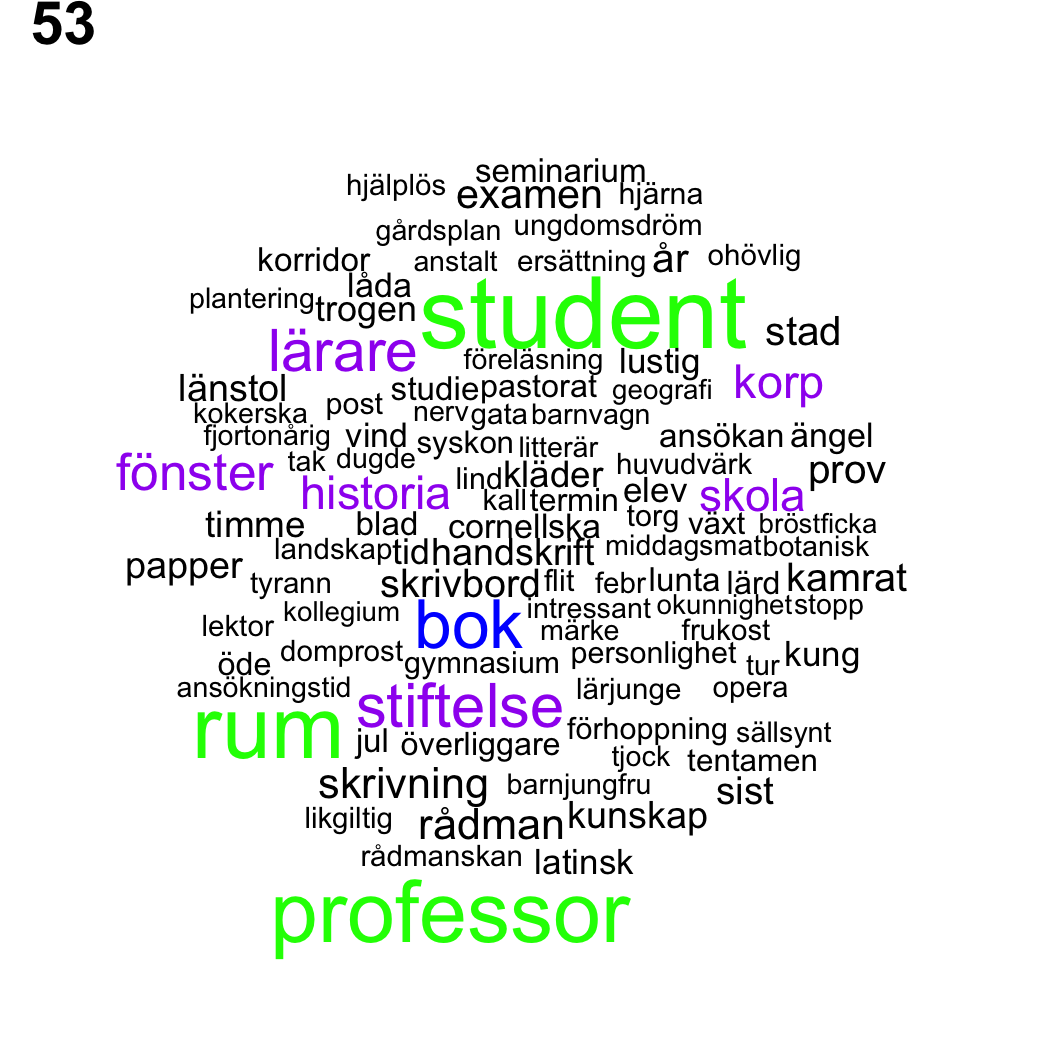 53
seminarium
hjälplös examen hjärna
gårdsplan ungdomsdröm
korridor anstalt ersättning år ohövlig
plantering låda
trogen student stad
lärare föreläsning lustig
länstol studie pastorat geografi korp
kokerska post nerv gata barnvagn
fjortonårig vind syskon litterär ansökan ängel
fönster tak dugde lind kläder huvudvärk prov
historia kall termin elev skola
timme blad cornellska torg växt bröstficka
landskap tid handskrift middagsmat botanisk
papper tyrann skrivbord flit febr lunta lärd kamrat
kollegium bok intressant okunnighet stopp
lektor märke frukost
öde domprost gymnasium personlighet tur kung
ansökningstid stiftelse lärjunge opera
rum jul överliggare förhoppning sällsynt
tjock tentamen
skrivning barnjungfru sist
likgiltig rådman kunskap
rådmanskan latinsk
professor